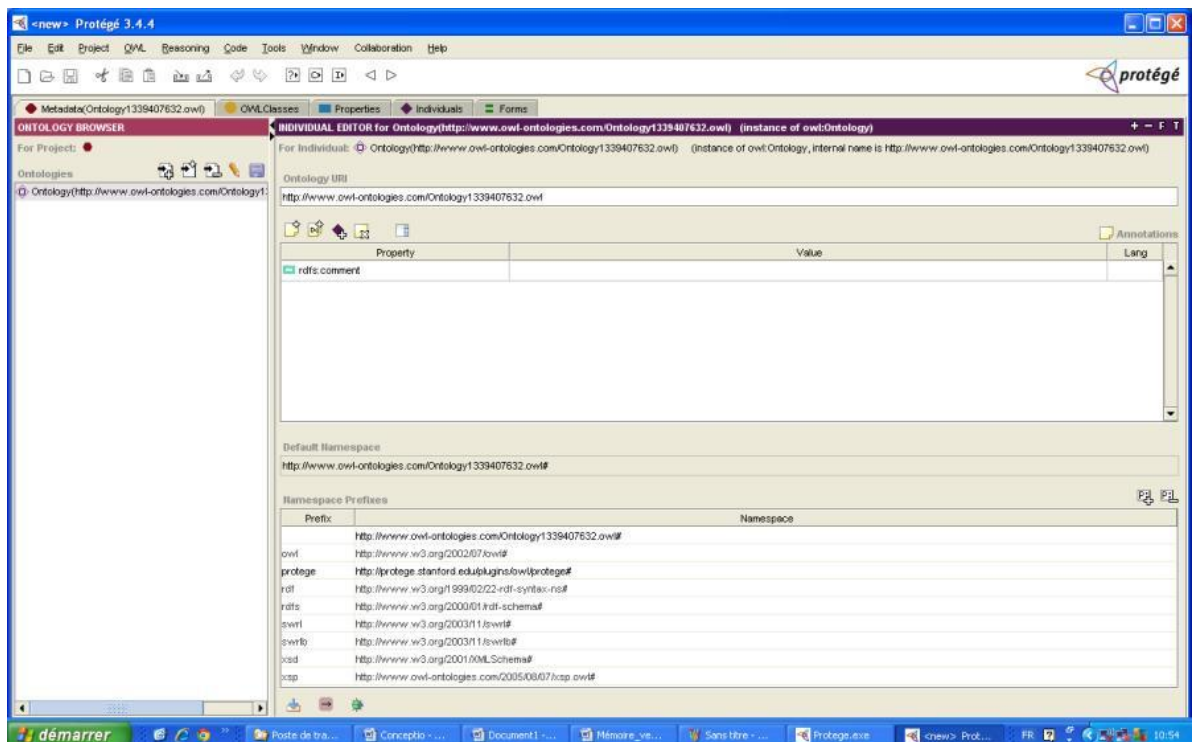 <new> Protégé 3.4.4
File Edit Project OWL Reasoning Code Tools Window Collaboration Help
protégé
Metadata(Ontology1339407632.owl) OWLClasses Properties Individuals Forms
ONTOLOGY BROWSER
For Project:
Ontologies
Ontology(http://www.owl-ontologies.com/Ontology1
INDIVIDUAL EDITOR for Ontology(http://www.owl-ontologies.com/Ontology1339407632.owl) (instance of owl:Ontology) + - F T
For Individual: Ontology(http://www.owl-ontologies.com/Ontology1339407632.owl) (instance of owl:Ontology, internal name is http://www.owl-ontologies.com/Ontology1339407632.owl)
Ontology URI
http://www.owl-ontologies.com/Ontology1339407632.owl
Annotations
Property Value Lang
rdfs:comment
Default Namespace
http://www.owl-ontologies.com/Ontology1339407632.owl#
Namespace Prefixes
Prefix Namespace
http://www.owl-ontologies.com/Ontology1339407632.owl#
owl http://www.w3.org/2002/07/owl#
protege http://protege.stanford.edu/plugins/owl/protege#
rdf http://www.w3.org/1999/02/22-rdf-syntax-ns#
rdfs http://www.w3.org/2000/01/rdf-schema#
swrl http://www.w3.org/2003/11/swrl#
swrlb http://www.w3.org/2003/11/swrlb#
xsd http://www.w3.org/2001/XMLSchema#
xsp http://www.owl-ontologies.com/2005/08/07/xsp.owl#
démarrer Poste de tra... Conceptio - ... Document1 - ... Mémoire_ve... Sans titre - ... Protege.exe <new> Prot... FR 10:54